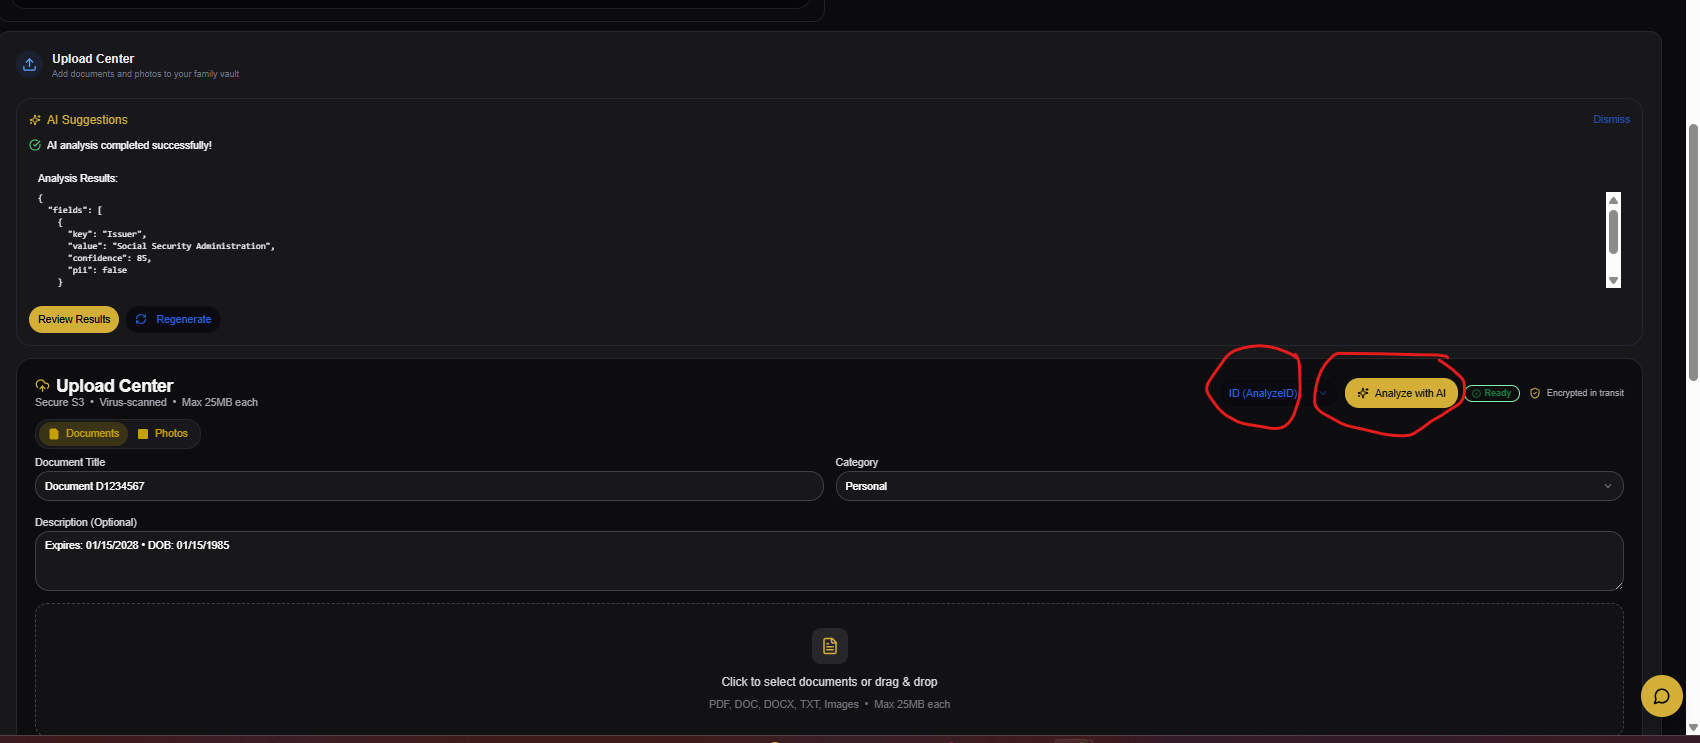 Upload Center
Add documents and photos to your family vault
AI Suggestions
Dismiss
AI analysis completed successfully!
Analysis Results:
{
"fields": [
{
"key": "Issuer",
"value": "Social Security Administration",
"confidence": 85,
"pii": false
}
Review Results
Regenerate
Upload Center
Secure S3 • Virus-scanned • Max 25MB each
ID (AnalyzeID)
Analyze with AI
Ready
Encrypted in transit
Documents
Photos
Document Title
Category
Document D1234567
Personal
Description (Optional)
Expires: 01/15/2028 • DOB: 01/15/1985
Click to select documents or drag & drop
PDF, DOC, DOCX, TXT, Images • Max 25MB each